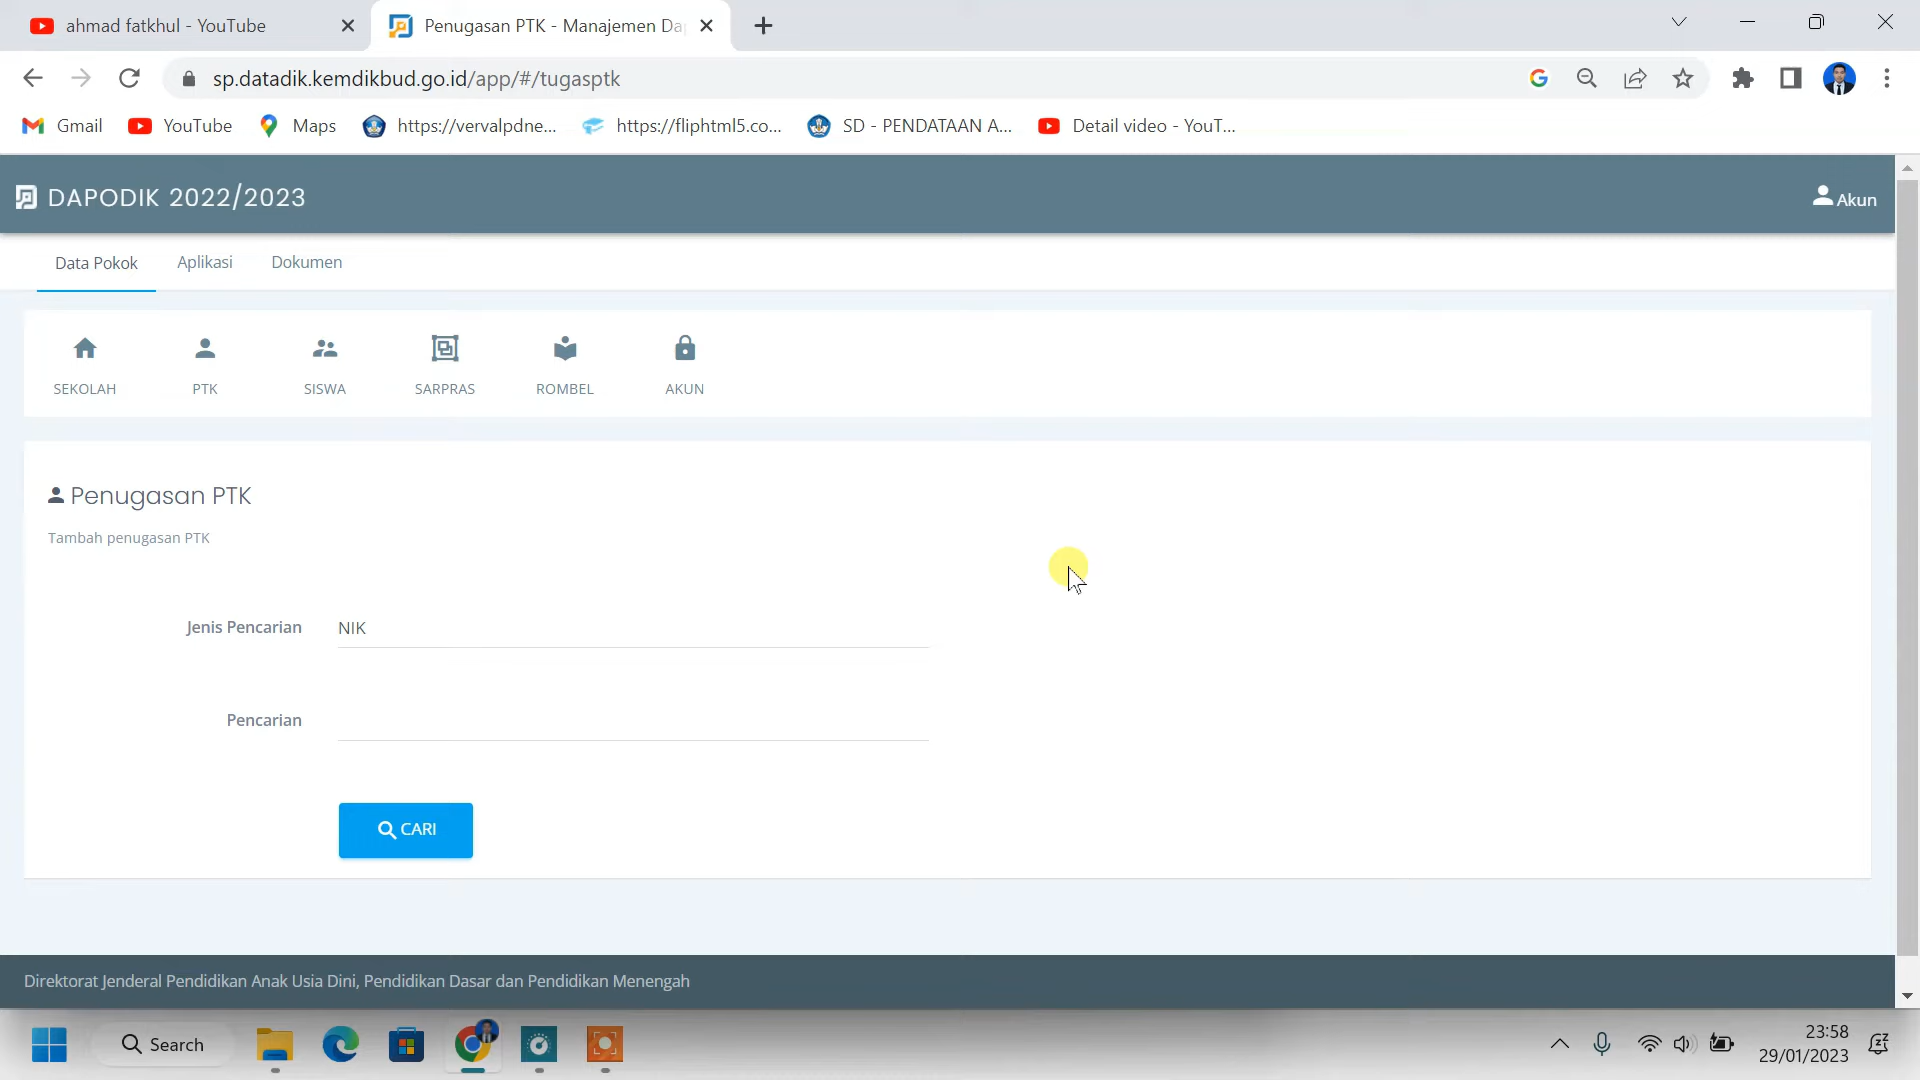 ahmad fatkhul - YouTube
Penugasan PTK - Manajemen Da
sp.datadik.kemdikbud.go.id/app/#/tugasptk
Gmail
YouTube
Maps
https://vervalpdne...
https://fliphtml5.co...
SD - PENDATAAN A...
Detail video - YouT...
DAPODIK 2022/2023
Akun
Data Pokok
Aplikasi
Dokumen
SEKOLAH
PTK
SISWA
SARPRAS
ROMBEL
AKUN
Penugasan PTK
Tambah penugasan PTK
Jenis Pencarian
NIK
Pencarian
CARI
Direktorat Jenderal Pendidikan Anak Usia Dini, Pendidikan Dasar dan Pendidikan Menengah
Search
23:58
29/01/2023